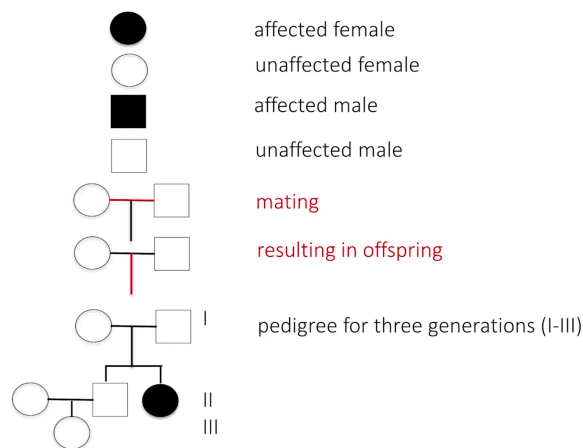 affected female
unaffected female
affected male
unaffected male
mating
resulting in offspring
I
pedigree for three generations (I-III)
II
III